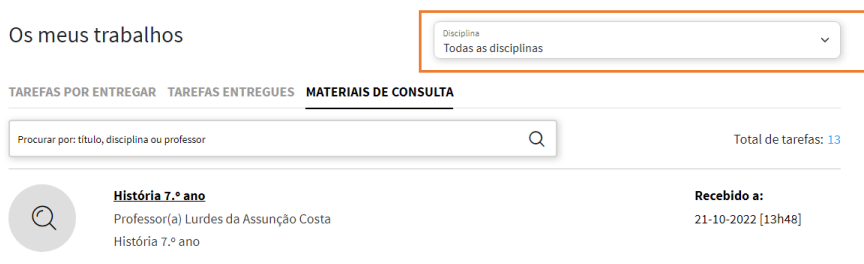 Os meus trabalhos
Disciplina
Todas as disciplinas
TAREFAS POR ENTREGAR TAREFAS ENTREGUES MATERIAIS DE CONSULTA
Procurar por: título, disciplina ou professor
Total de tarefas: 13
História 7.º ano
Professor(a) Lurdes da Assunção Costa
História 7.º ano
Recebido a:
21-10-2022 [13h48]